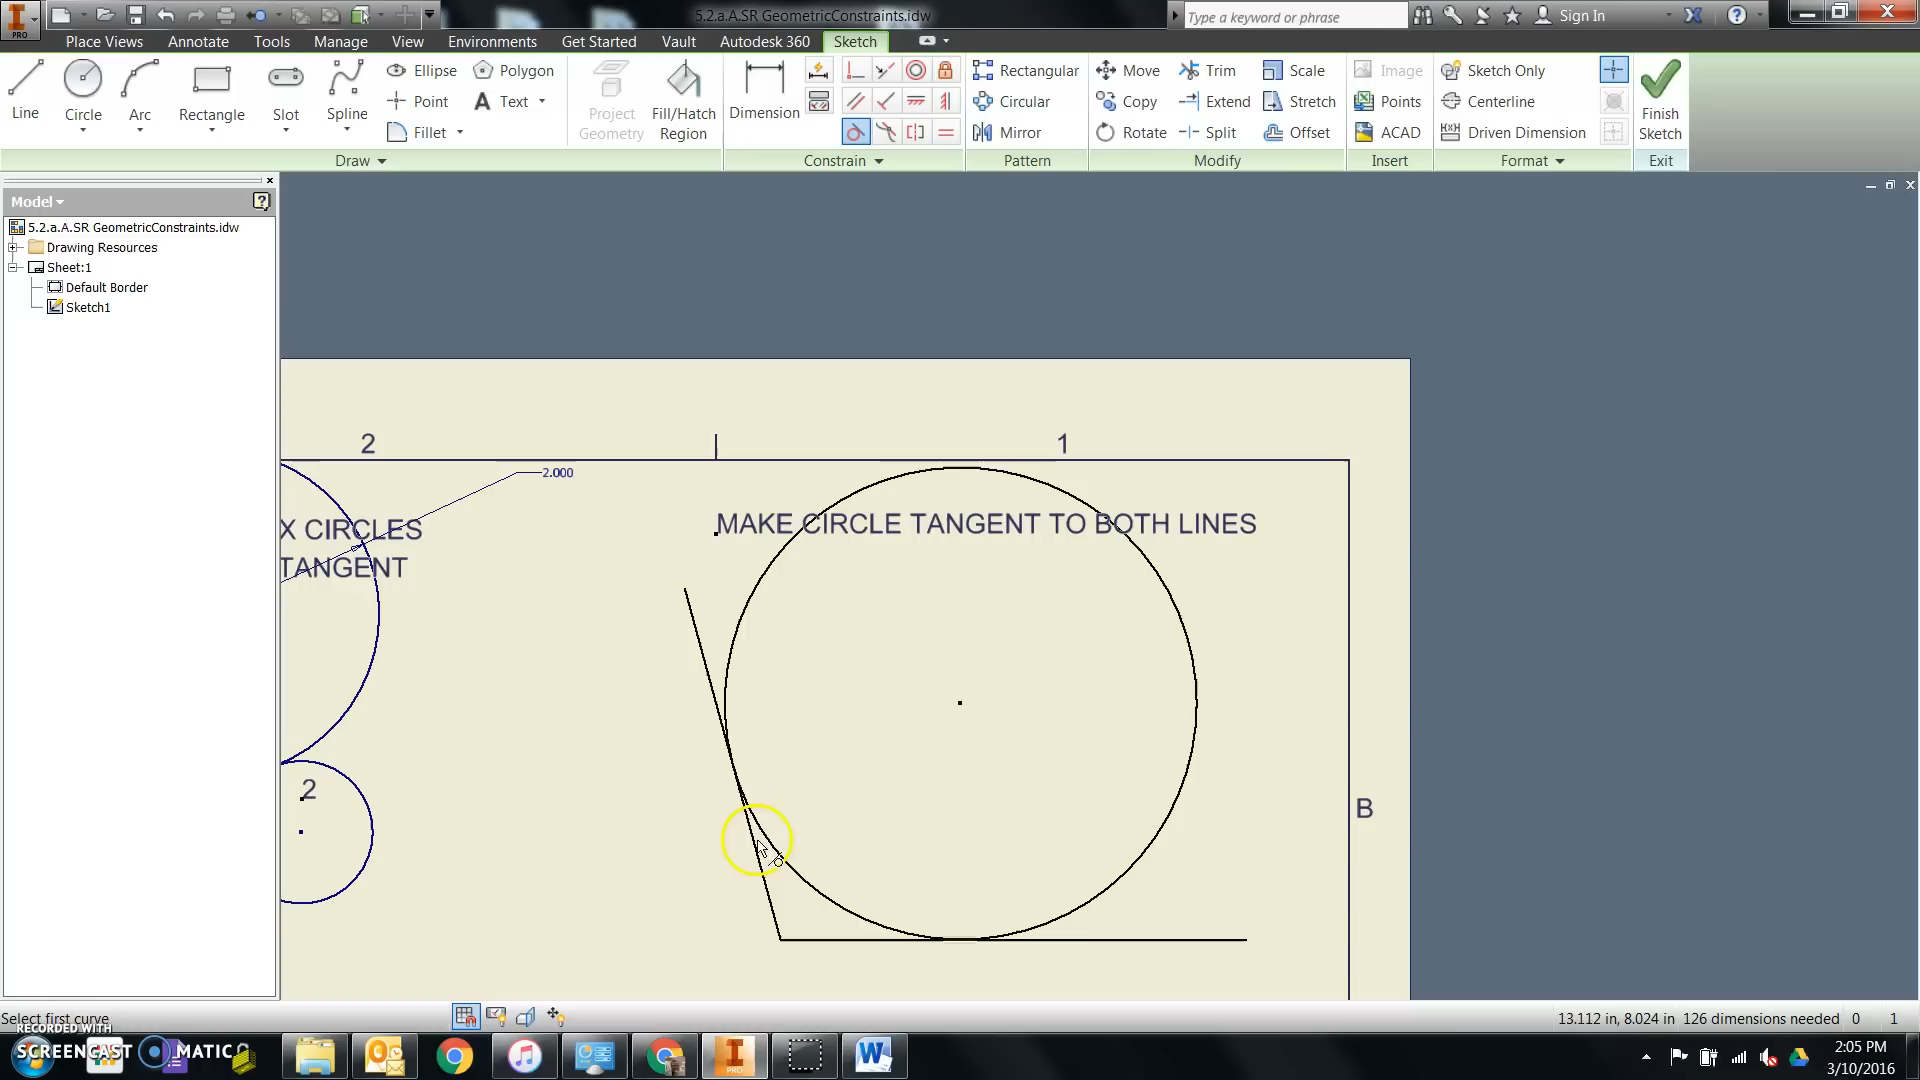 PRO
5.2.a.A.SR GeometricConstraints.idw
Type a keyword or phrase
Sign In
Place Views
Annotate
Tools
Manage
View
Environments
Get Started
Vault
Autodesk 360
Sketch
Line
Circle
Arc
Rectangle
Slot
Spline
Ellipse
Polygon
Point
Text
Fillet
Project
Geometry
Fill/Hatch
Region
Dimension
Rectangular
Circular
Mirror
Move
Trim
Scale
Copy
Extend
Stretch
Rotate
Split
Offset
Image
Points
ACAD
Sketch Only
Centerline
Driven Dimension
Finish
Sketch
Draw
Constrain
Pattern
Modify
Insert
Format
Exit
Model
5.2.a.A.SR GeometricConstraints.idw
Drawing Resources
Sheet:1
Default Border
Sketch1
2
1
2.000
X CIRCLES
TANGENT
MAKE CIRCLE TANGENT TO BOTH LINES
2
B
Select first curve
13.112 in, 8.024 in 126 dimensions needed 0 1
RECORDED WITH
SCREENCAST MATIC
PRO
2:05 PM
3/10/2016